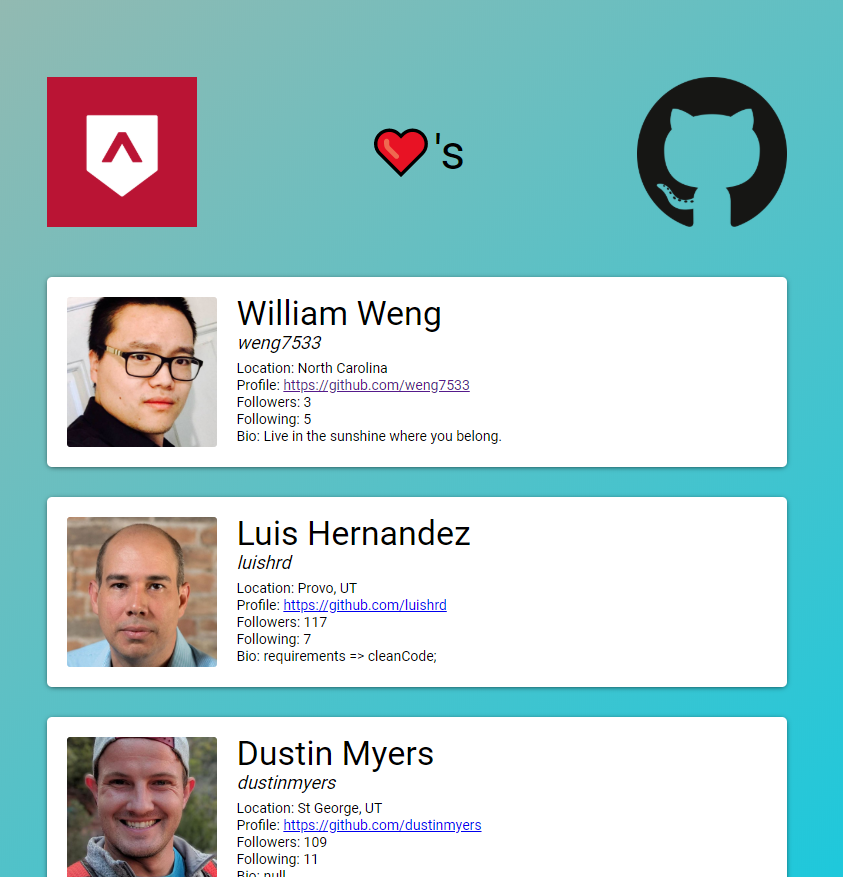 ❤'s
William Weng
weng7533
Location: North Carolina
Profile: https://github.com/weng7533
Followers: 3
Following: 5
Bio: Live in the sunshine where you belong.
Luis Hernandez
luishrd
Location: Provo, UT
Profile: https://github.com/luishrd
Followers: 117
Following: 7
Bio: requirements => cleanCode;
Dustin Myers
dustinmyers
Location: St George, UT
Profile: https://github.com/dustinmyers
Followers: 109
Following: 11
Bio: null